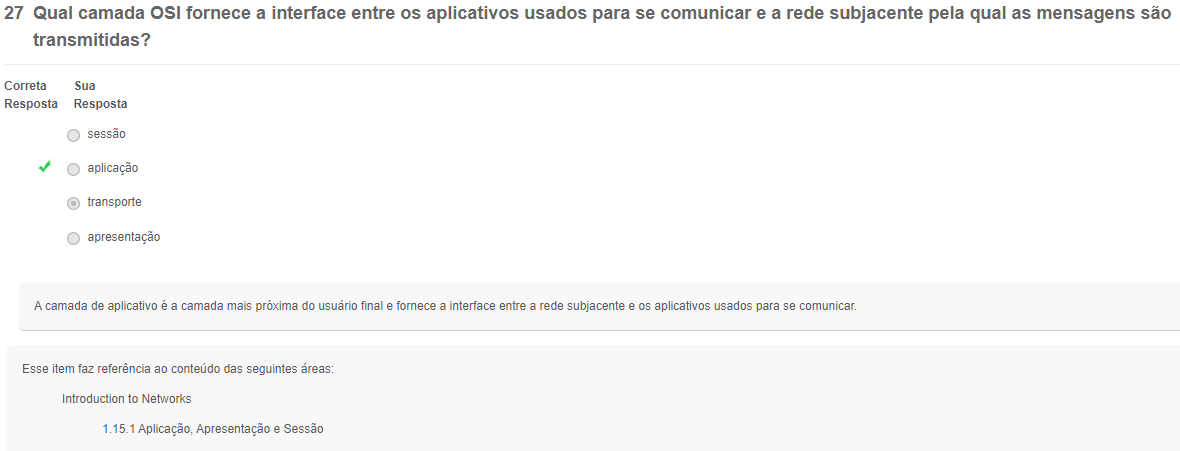 27 Qual camada OSI fornece a interface entre os aplicativos usados para se comunicar e a rede subjacente pela qual as mensagens são
transmitidas?
Correta Sua
Resposta Resposta
sessão
aplicação
transporte
apresentação
A camada de aplicativo é a camada mais próxima do usuário final e fornece a interface entre a rede subjacente e os aplicativos usados para se comunicar.
Esse item faz referência ao conteúdo das seguintes áreas:
Introduction to Networks
1.15.1 Aplicação, Apresentação e Sessão